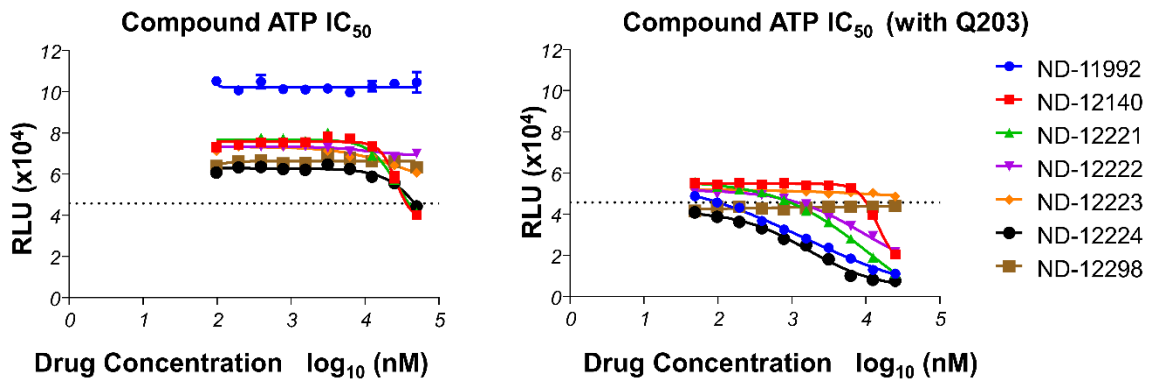 Compound ATP IC50
RLU (x10⁴)
12
10
8
6
4
2
0
0 1 2 3 4 5
Drug Concentration log10 (nM)
Compound ATP IC50 (with Q203)
RLU (x10⁴)
12
10
8
6
4
2
0
0 1 2 3 4 5
Drug Concentration log10 (nM)
ND-11992
ND-12140
ND-12221
ND-12222
ND-12223
ND-12224
ND-12298